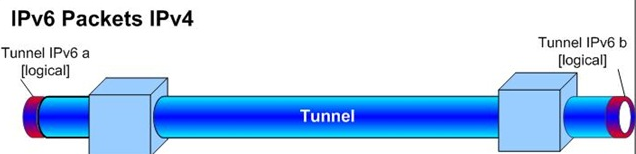 IPv6 Packets IPv4
Tunnel IPv6 a
[logical]
Tunnel IPv6 b
[logical]
Tunnel